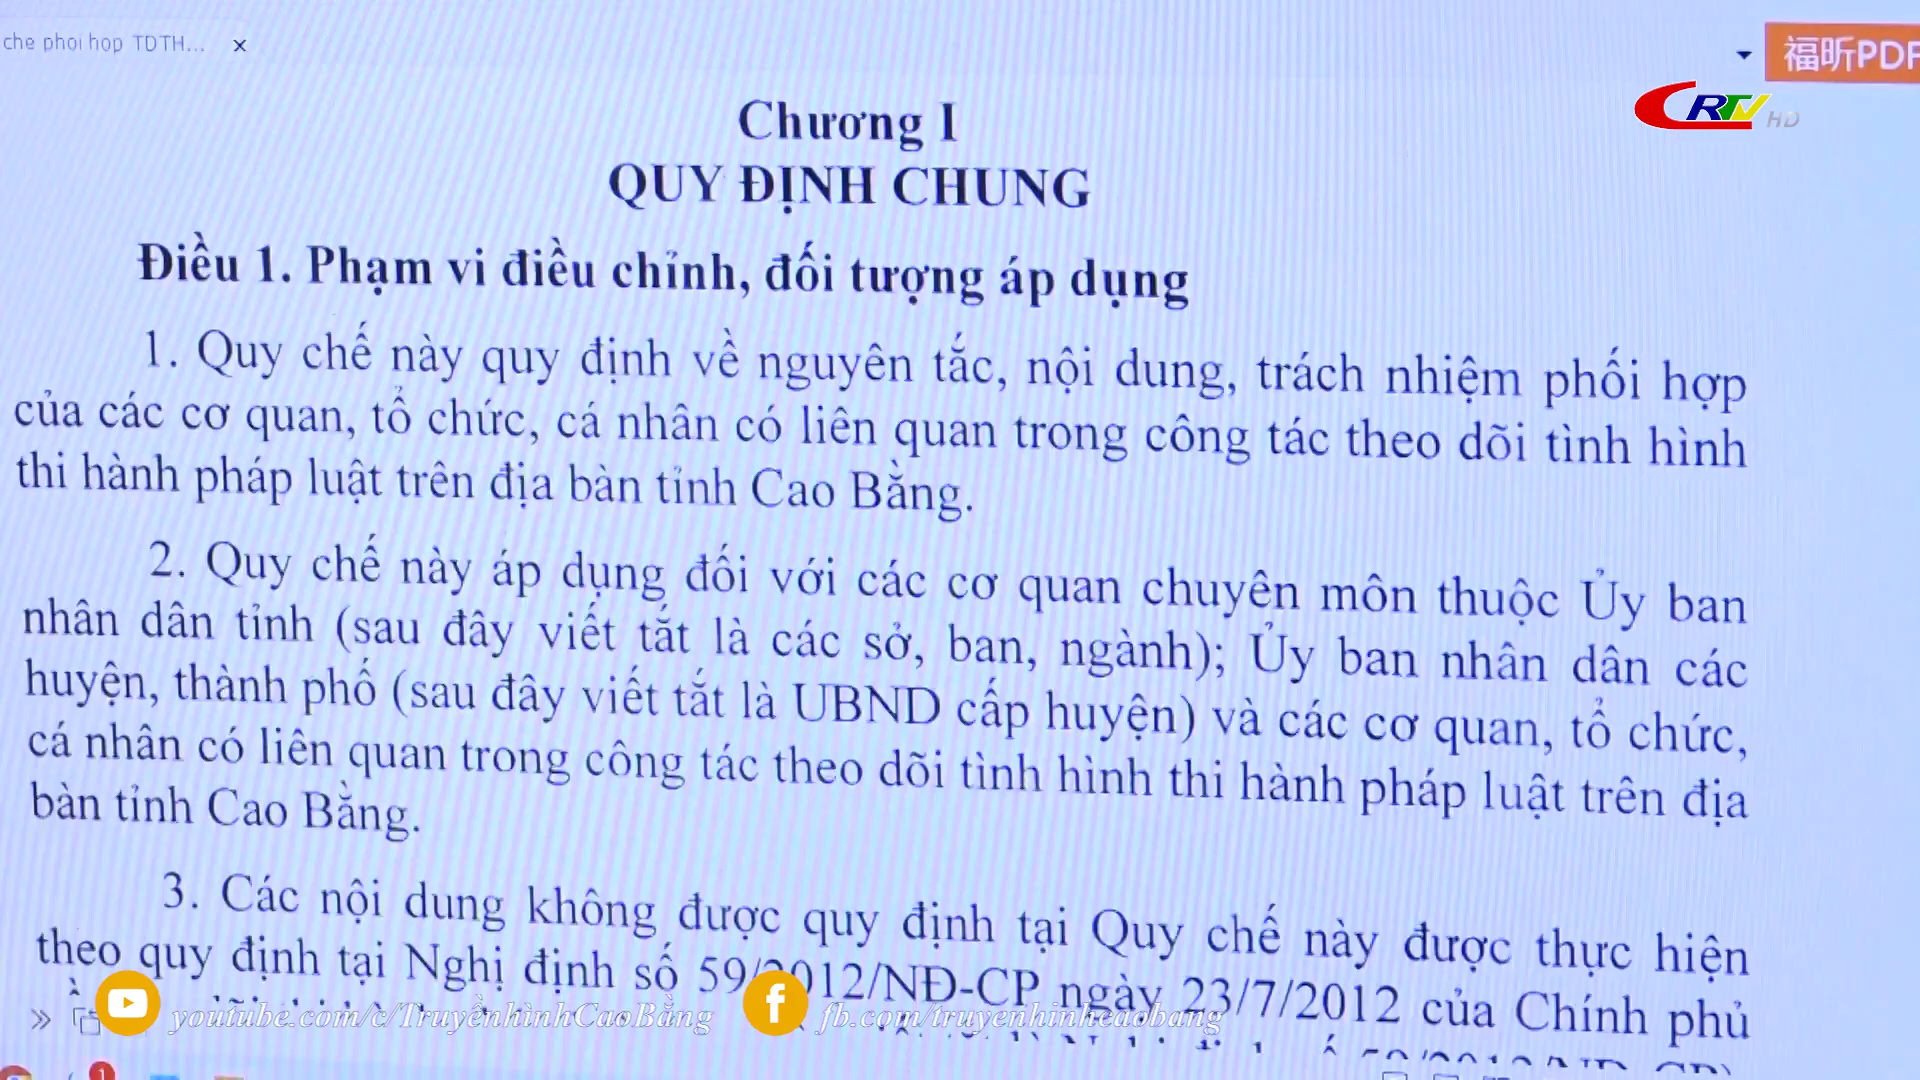 che phoi hop TDTH...
福昕PDF
CRTV HD
Chương I
QUY ĐỊNH CHUNG
Điều 1. Phạm vi điều chỉnh, đối tượng áp dụng
1. Quy chế này quy định về nguyên tắc, nội dung, trách nhiệm phối hợp
của các cơ quan, tổ chức, cá nhân có liên quan trong công tác theo dõi tình hình
thi hành pháp luật trên địa bàn tỉnh Cao Bằng.
2. Quy chế này áp dụng đối với các cơ quan chuyên môn thuộc Ủy ban
nhân dân tỉnh (sau đây viết tắt là các sở, ban, ngành); Ủy ban nhân dân các
huyện, thành phố (sau đây viết tắt là UBND cấp huyện) và các cơ quan, tổ chức,
cá nhân có liên quan trong công tác theo dõi tình hình thi hành pháp luật trên địa
bàn tỉnh Cao Bằng.
3. Các nội dung không được quy định tại Quy chế này được thực hiện
theo quy định tại Nghị định số 59/2012/NĐ-CP ngày 23/7/2012 của Chính phủ
youtube.com/c/TruyềnhìnhCaoBằng
fb.com/truyenhinhcaobang
1